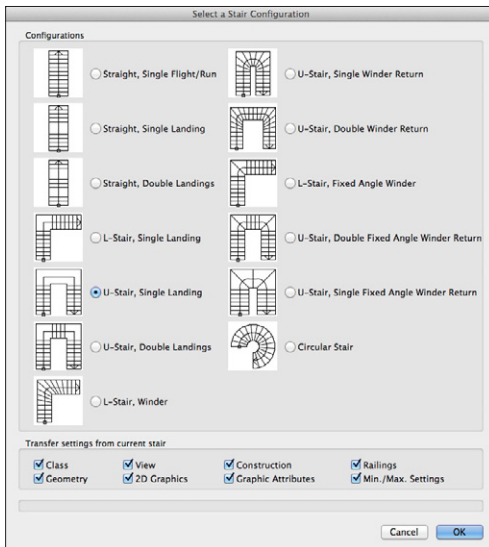 Select a Stair Configuration
Configurations
Straight, Single Flight/Run
Straight, Single Landing
Straight, Double Landings
L-Stair, Single Landing
U-Stair, Single Landing
U-Stair, Double Landings
L-Stair, Winder
U-Stair, Single Winder Return
U-Stair, Double Winder Return
L-Stair, Fixed Angle Winder
U-Stair, Double Fixed Angle Winder Return
U-Stair, Single Fixed Angle Winder Return
Circular Stair
Transfer settings from current stair
Class View Construction Railings
Geometry 2D Graphics Graphic Attributes Min./Max. Settings
Cancel OK